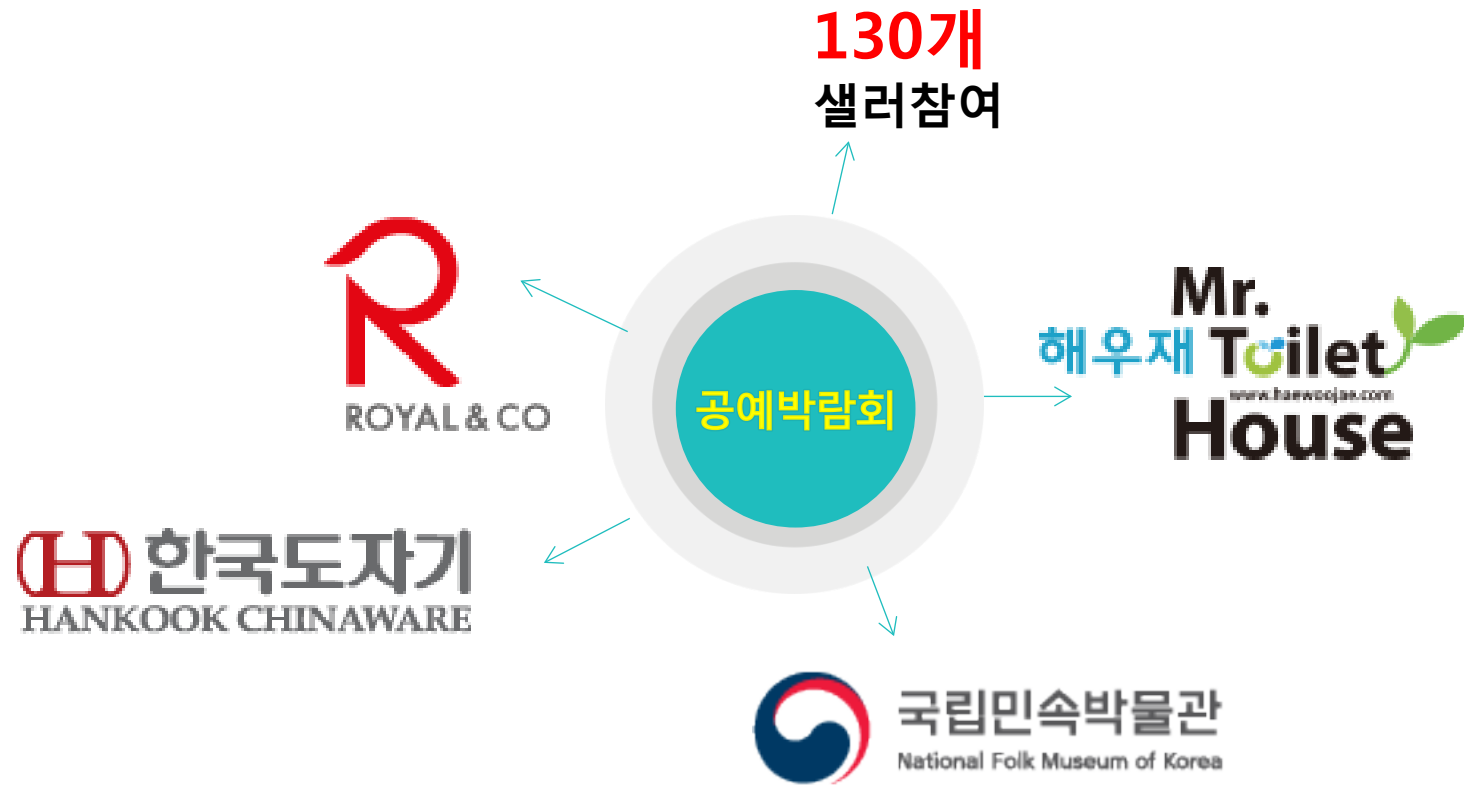 130개
샐러참여
ROYAL & CO
공예박람회
Mr.
해우재 Toilet
www.haewoojae.com
House
한국도자기
HANKOOK CHINAWARE
국립민속박물관
National Folk Museum of Korea